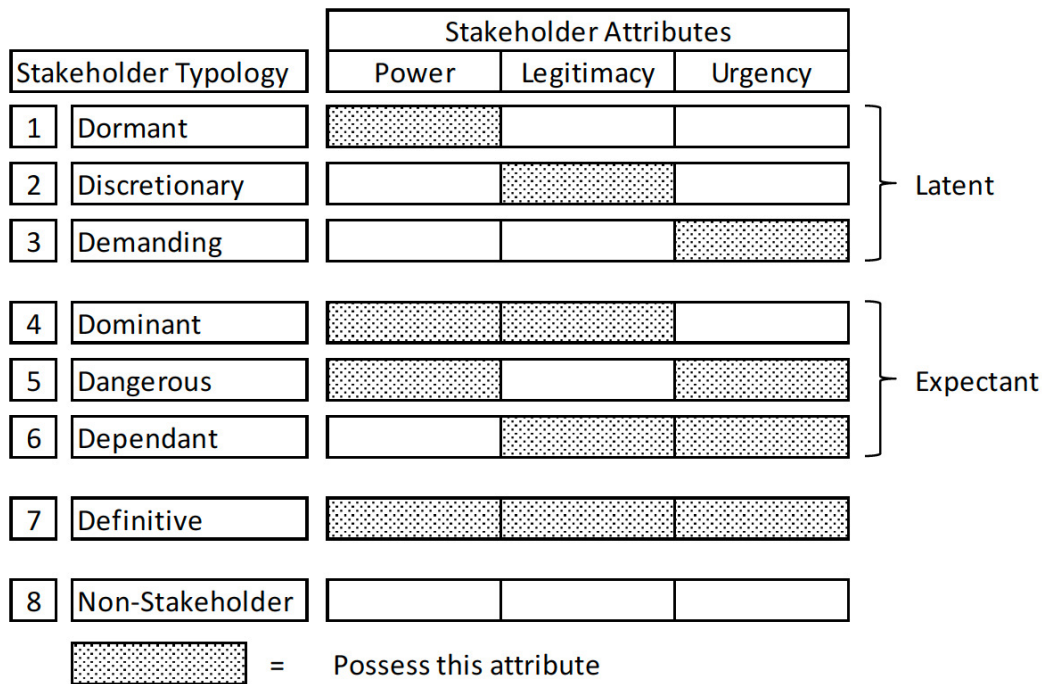 Stakeholder Attributes
Stakeholder Typology Power Legitimacy Urgency
1 Dormant
2 Discretionary
3 Demanding
Latent
4 Dominant
5 Dangerous
6 Dependant
Expectant
7 Definitive
8 Non-Stakeholder
= Possess this attribute